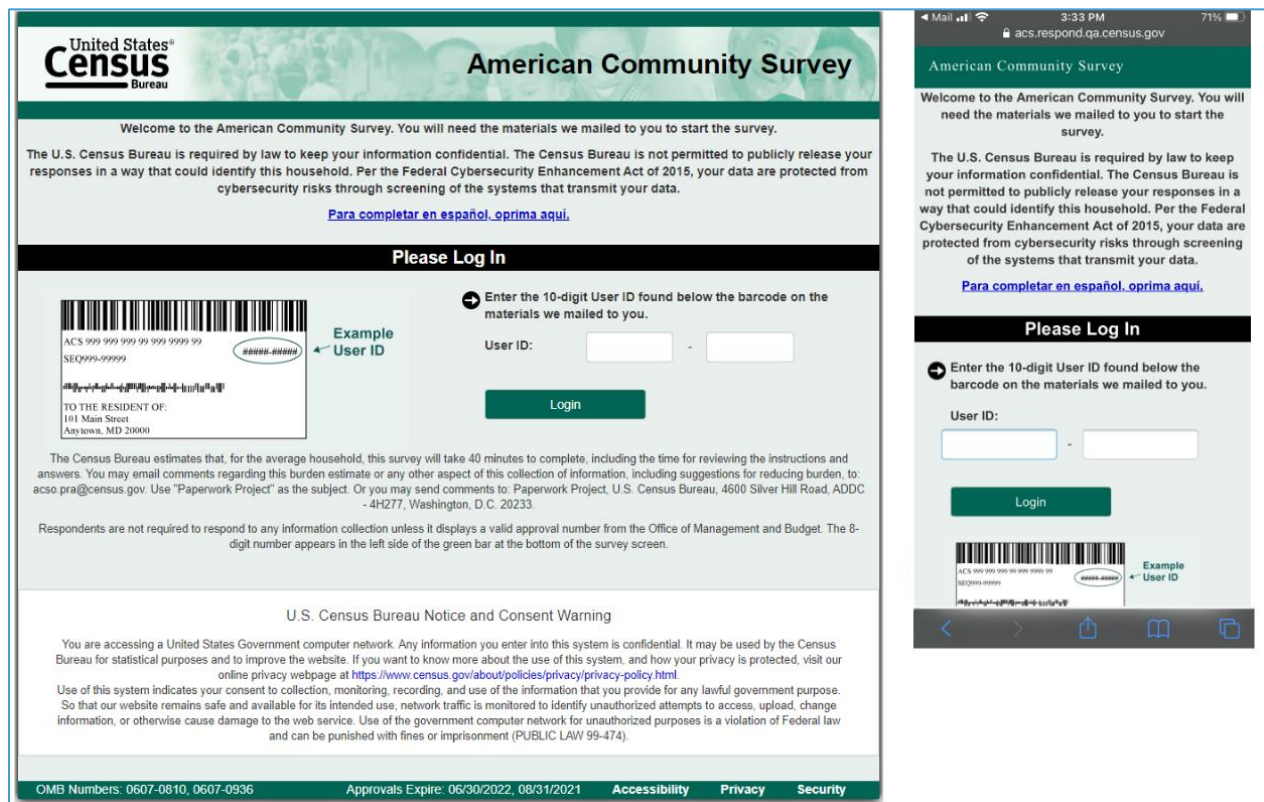 United States®
Census
Bureau
American Community Survey
Welcome to the American Community Survey. You will need the materials we mailed to you to start the survey.
The U.S. Census Bureau is required by law to keep your information confidential. The Census Bureau is not permitted to publicly release your
responses in a way that could identify this household. Per the Federal Cybersecurity Enhancement Act of 2015, your data are protected from
cybersecurity risks through screening of the systems that transmit your data.
Para completar en español, oprima aquí.
Please Log In
ACS 999 999 999 99 999 9999 99
SEQ999-99999
#####-#####
TO THE RESIDENT OF:
101 Main Street
Anytown, MD 20000
Example
User ID
Enter the 10-digit User ID found below the barcode on the
materials we mailed to you.
User ID:
-
Login
The Census Bureau estimates that, for the average household, this survey will take 40 minutes to complete, including the time for reviewing the instructions and
answers. You may email comments regarding this burden estimate or any other aspect of this collection of information, including suggestions for reducing burden, to:
acso.pra@census.gov. Use "Paperwork Project" as the subject. Or you may send comments to: Paperwork Project, U.S. Census Bureau, 4600 Silver Hill Road, ADDC
- 4H277, Washington, D.C. 20233.
Respondents are not required to respond to any information collection unless it displays a valid approval number from the Office of Management and Budget. The 8-
digit number appears in the left side of the green bar at the bottom of the survey screen.
U.S. Census Bureau Notice and Consent Warning
You are accessing a United States Government computer network. Any information you enter into this system is confidential. It may be used by the Census
Bureau for statistical purposes and to improve the website. If you want to know more about the use of this system, and how your privacy is protected, visit our
online privacy webpage at https://www.census.gov/about/policies/privacy/privacy-policy.html.
Use of this system indicates your consent to collection, monitoring, recording, and use of the information that you provide for any lawful government purpose.
So that our website remains safe and available for its intended use, network traffic is monitored to identify unauthorized attempts to access, upload, change
information, or otherwise cause damage to the web service. Use of the government computer network for unauthorized purposes is a violation of Federal law
and can be punished with fines or imprisonment (PUBLIC LAW 99-474).
OMB Numbers: 0607-0810, 0607-0936 Approvals Expire: 06/30/2022, 08/31/2021 Accessibility Privacy Security
Mail 3:33 PM 71%
acs.respond.qa.census.gov
American Community Survey
Welcome to the American Community Survey. You will
need the materials we mailed to you to start the
survey.
The U.S. Census Bureau is required by law to keep
your information confidential. The Census Bureau is
not permitted to publicly release your responses in a
way that could identify this household. Per the Federal
Cybersecurity Enhancement Act of 2015, your data are
protected from cybersecurity risks through screening
of the systems that transmit your data.
Para completar en español, oprima aquí.
Please Log In
Enter the 10-digit User ID found below the
barcode on the materials we mailed to you.
User ID:
-
Login
ACS 999 999 999 99 999 9999 99
SEQ999-99999
#####-#####
Example
User ID